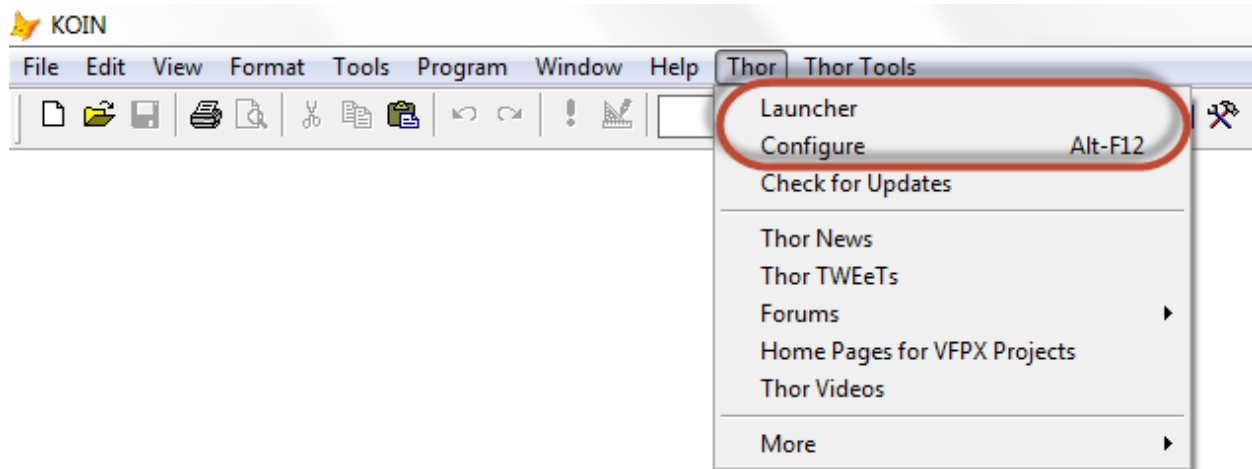 KOIN
File Edit View Format Tools Program Window Help Thor Thor Tools
Launcher
Configure Alt-F12
Check for Updates
Thor News
Thor TWEeTs
Forums
Home Pages for VFPX Projects
Thor Videos
More